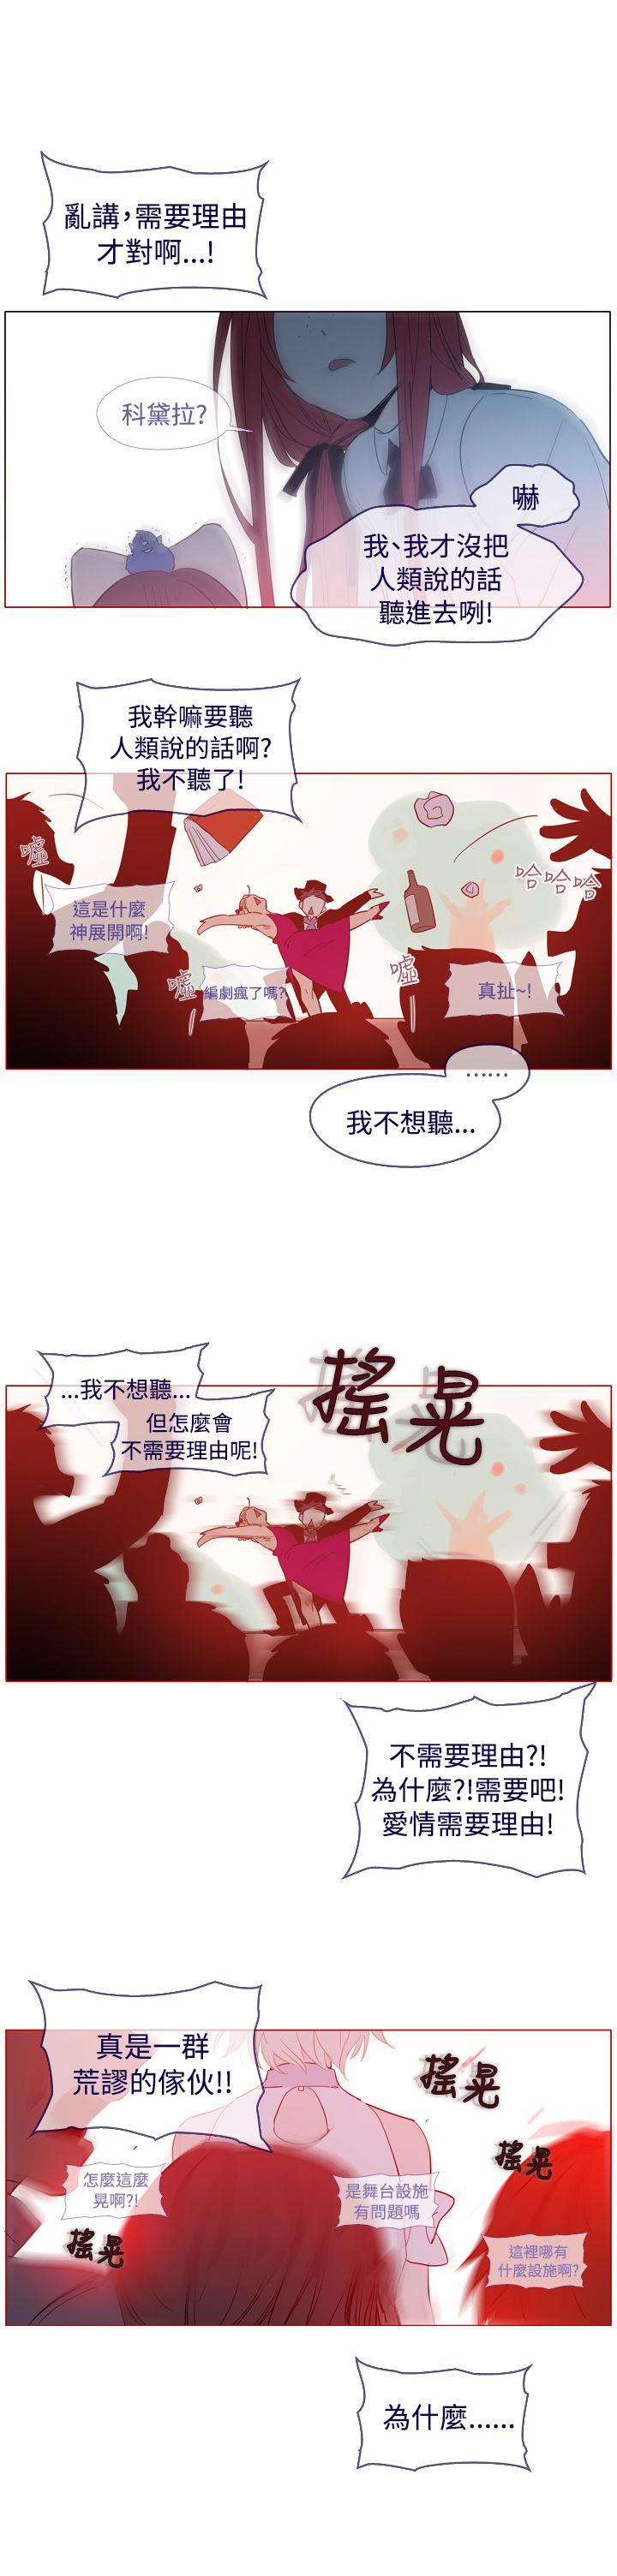 亂講，需要理由
才對啊...!
科黛拉?
嚇
我、我才沒把
人類說的話
聽進去咧!
我幹嘛要聽
人類說的話啊?
我不聽了!
噓
哈哈哈
這是什麼
神展開啊!
噓
編劇瘋了嗎?
噓
真扯~!
......
我不想聽...
...我不想聽...
但怎麼會
不需要理由呢!
搖晃
不需要理由?!
為什麼?!需要吧!
愛情需要理由!
真是一群
荒謬的傢伙!!
搖晃
搖晃
怎麼這麼
晃啊?!
是舞台設施
有問題嗎
搖晃
這裡哪有
什麼設施啊?
為什麼......